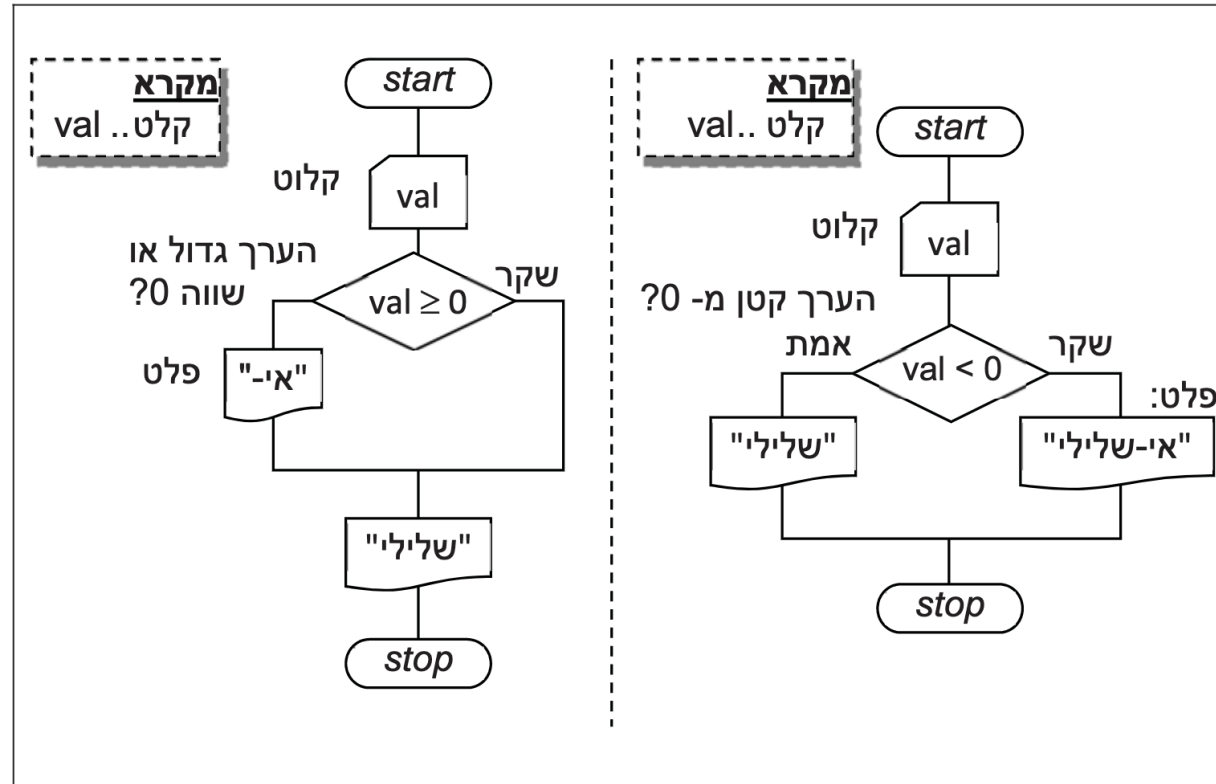 מקרא
קלט.. val
start
קלוט
val
הערך קטן מ- 0?
אמת
שקר
val < 0
פלט:
"שלילי"
"אי-שלילי"
stop
מקרא
קלט.. val
start
קלוט
val
הערך גדול או
שווה 0?
שקר
val ≥ 0
פלט
"אי-"
"שלילי"
stop